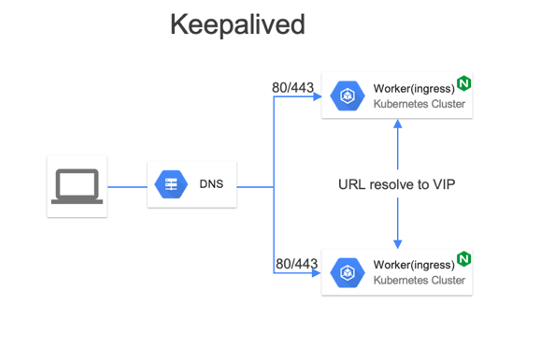 Keepalived
80/443
Worker(ingress)
Kubernetes Cluster
DNS
URL resolve to VIP
80/443
Worker(ingress)
Kubernetes Cluster